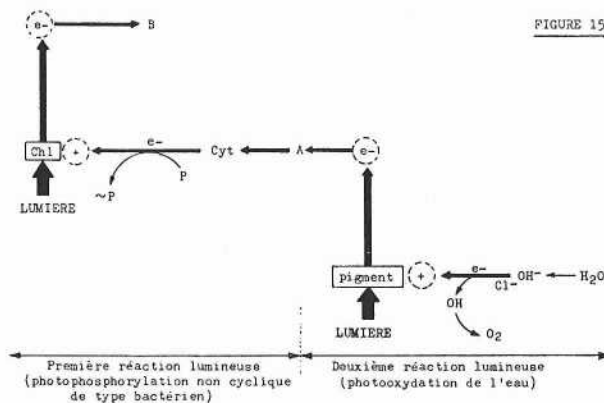 FIGURE 15
e- B
Chl + e- Cyt A e-
~P P
LUMIERE
pigment + e- OH- H2O
Cl-
OH
O2
LUMIERE
Première réaction lumineuse
(photophosphorylation non cyclique
de type bactérien)
Deuxième réaction lumineuse
(photooxydation de l'eau)